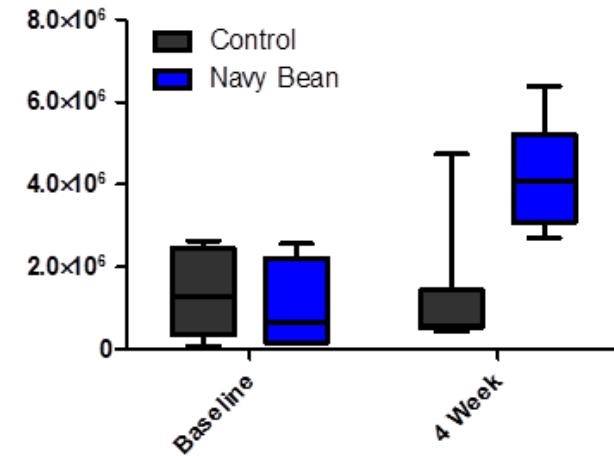 8.0×10⁶
Control
Navy Bean
6.0×10⁶
4.0×10⁶
2.0×10⁶
0
Baseline
4 Week